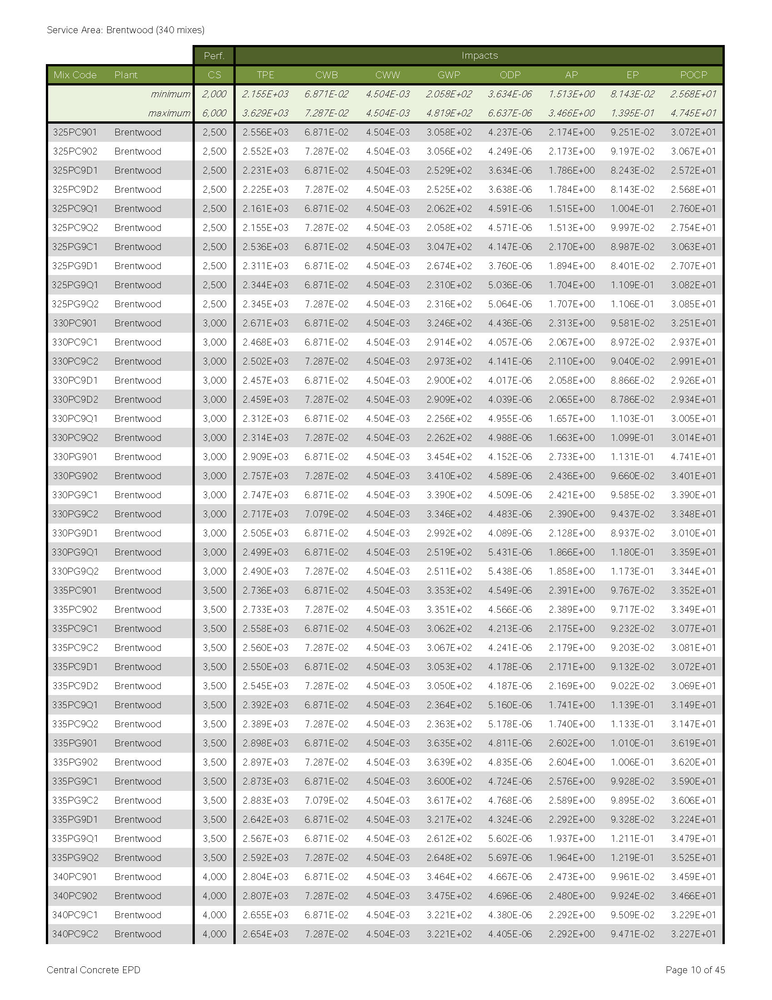 Service Area: Brentwood (340 mixes)
Perf. Impacts
Mix Code Plant CS TPE CWB CWW GWP ODP AP EP POCP
minimum 2,000 2.155E+03 6.871E-02 4.504E-03 2.058E+02 3.634E-06 1.513E+00 8.143E-02 2.568E+01
maximum 6,000 3.629E+03 7.287E-02 4.504E-03 4.819E+02 6.637E-06 3.466E+00 1.395E-01 4.745E+01
325PC901 Brentwood 2,500 2.556E+03 6.871E-02 4.504E-03 3.058E+02 4.237E-06 2.174E+00 9.251E-02 3.072E+01
325PC902 Brentwood 2,500 2.552E+03 7.287E-02 4.504E-03 3.056E+02 4.249E-06 2.173E+00 9.197E-02 3.067E+01
325PC9D1 Brentwood 2,500 2.231E+03 6.871E-02 4.504E-03 2.529E+02 3.634E-06 1.786E+00 8.243E-02 2.572E+01
325PC9D2 Brentwood 2,500 2.225E+03 7.287E-02 4.504E-03 2.525E+02 3.638E-06 1.784E+00 8.143E-02 2.568E+01
325PC9Q1 Brentwood 2,500 2.161E+03 6.871E-02 4.504E-03 2.062E+02 4.591E-06 1.515E+00 1.004E-01 2.760E+01
325PC9Q2 Brentwood 2,500 2.155E+03 7.287E-02 4.504E-03 2.058E+02 4.571E-06 1.513E+00 9.997E-02 2.754E+01
325PG9C1 Brentwood 2,500 2.536E+03 6.871E-02 4.504E-03 3.047E+02 4.147E-06 2.170E+00 8.987E-02 3.063E+01
325PG9D1 Brentwood 2,500 2.311E+03 6.871E-02 4.504E-03 2.674E+02 3.760E-06 1.894E+00 8.401E-02 2.707E+01
325PG9Q1 Brentwood 2,500 2.344E+03 6.871E-02 4.504E-03 2.310E+02 5.036E-06 1.704E+00 1.109E-01 3.082E+01
325PG9Q2 Brentwood 2,500 2.345E+03 7.287E-02 4.504E-03 2.316E+02 5.064E-06 1.707E+00 1.106E-01 3.085E+01
330PC901 Brentwood 3,000 2.671E+03 6.871E-02 4.504E-03 3.246E+02 4.436E-06 2.313E+00 9.581E-02 3.251E+01
330PC9C1 Brentwood 3,000 2.468E+03 6.871E-02 4.504E-03 2.914E+02 4.057E-06 2.067E+00 8.972E-02 2.937E+01
330PC9C2 Brentwood 3,000 2.502E+03 7.287E-02 4.504E-03 2.973E+02 4.141E-06 2.110E+00 9.040E-02 2.991E+01
330PC9D1 Brentwood 3,000 2.457E+03 6.871E-02 4.504E-03 2.900E+02 4.017E-06 2.058E+00 8.866E-02 2.926E+01
330PC9D2 Brentwood 3,000 2.459E+03 7.287E-02 4.504E-03 2.909E+02 4.039E-06 2.065E+00 8.786E-02 2.934E+01
330PC9Q1 Brentwood 3,000 2.312E+03 6.871E-02 4.504E-03 2.256E+02 4.955E-06 1.657E+00 1.103E-01 3.005E+01
330PC9Q2 Brentwood 3,000 2.314E+03 7.287E-02 4.504E-03 2.262E+02 4.988E-06 1.663E+00 1.099E-01 3.014E+01
330PG901 Brentwood 3,000 2.909E+03 6.871E-02 4.504E-03 3.454E+02 4.152E-06 2.733E+00 1.131E-01 4.741E+01
330PG902 Brentwood 3,000 2.757E+03 7.287E-02 4.504E-03 3.410E+02 4.589E-06 2.436E+00 9.660E-02 3.401E+01
330PG9C1 Brentwood 3,000 2.747E+03 6.871E-02 4.504E-03 3.390E+02 4.509E-06 2.421E+00 9.585E-02 3.390E+01
330PG9C2 Brentwood 3,000 2.717E+03 7.079E-02 4.504E-03 3.346E+02 4.483E-06 2.390E+00 9.437E-02 3.348E+01
330PG9D1 Brentwood 3,000 2.505E+03 6.871E-02 4.504E-03 2.992E+02 4.089E-06 2.128E+00 8.937E-02 3.010E+01
330PG9Q1 Brentwood 3,000 2.499E+03 6.871E-02 4.504E-03 2.519E+02 5.431E-06 1.866E+00 1.180E-01 3.359E+01
330PG9Q2 Brentwood 3,000 2.490E+03 7.287E-02 4.504E-03 2.511E+02 5.438E-06 1.858E+00 1.173E-01 3.344E+01
335PC901 Brentwood 3,500 2.736E+03 6.871E-02 4.504E-03 3.353E+02 4.549E-06 2.391E+00 9.767E-02 3.352E+01
335PC902 Brentwood 3,500 2.733E+03 7.287E-02 4.504E-03 3.351E+02 4.566E-06 2.389E+00 9.717E-02 3.349E+01
335PC9C1 Brentwood 3,500 2.558E+03 6.871E-02 4.504E-03 3.062E+02 4.213E-06 2.175E+00 9.232E-02 3.077E+01
335PC9C2 Brentwood 3,500 2.560E+03 7.287E-02 4.504E-03 3.067E+02 4.241E-06 2.179E+00 9.203E-02 3.081E+01
335PC9D1 Brentwood 3,500 2.550E+03 6.871E-02 4.504E-03 3.053E+02 4.178E-06 2.171E+00 9.132E-02 3.072E+01
335PC9D2 Brentwood 3,500 2.545E+03 7.287E-02 4.504E-03 3.050E+02 4.187E-06 2.169E+00 9.022E-02 3.069E+01
335PC9Q1 Brentwood 3,500 2.392E+03 6.871E-02 4.504E-03 2.364E+02 5.160E-06 1.741E+00 1.139E-01 3.149E+01
335PC9Q2 Brentwood 3,500 2.389E+03 7.287E-02 4.504E-03 2.363E+02 5.178E-06 1.740E+00 1.133E-01 3.147E+01
335PG901 Brentwood 3,500 2.898E+03 6.871E-02 4.504E-03 3.635E+02 4.811E-06 2.602E+00 1.010E-01 3.619E+01
335PG902 Brentwood 3,500 2.897E+03 7.287E-02 4.504E-03 3.639E+02 4.835E-06 2.604E+00 1.006E-01 3.620E+01
335PG9C1 Brentwood 3,500 2.873E+03 6.871E-02 4.504E-03 3.600E+02 4.724E-06 2.576E+00 9.928E-02 3.590E+01
335PG9C2 Brentwood 3,500 2.883E+03 7.079E-02 4.504E-03 3.617E+02 4.768E-06 2.589E+00 9.895E-02 3.606E+01
335PG9D1 Brentwood 3,500 2.642E+03 6.871E-02 4.504E-03 3.217E+02 4.324E-06 2.292E+00 9.328E-02 3.224E+01
335PG9Q1 Brentwood 3,500 2.567E+03 6.871E-02 4.504E-03 2.612E+02 5.602E-06 1.937E+00 1.211E-01 3.479E+01
335PG9Q2 Brentwood 3,500 2.592E+03 7.287E-02 4.504E-03 2.648E+02 5.697E-06 1.964E+00 1.219E-01 3.525E+01
340PC901 Brentwood 4,000 2.804E+03 6.871E-02 4.504E-03 3.464E+02 4.667E-06 2.473E+00 9.961E-02 3.459E+01
340PC902 Brentwood 4,000 2.807E+03 7.287E-02 4.504E-03 3.475E+02 4.696E-06 2.480E+00 9.924E-02 3.466E+01
340PC9C1 Brentwood 4,000 2.655E+03 6.871E-02 4.504E-03 3.221E+02 4.380E-06 2.292E+00 9.509E-02 3.229E+01
340PC9C2 Brentwood 4,000 2.654E+03 7.287E-02 4.504E-03 3.221E+02 4.405E-06 2.292E+00 9.471E-02 3.227E+01
Central Concrete EPD Page 10 of 45